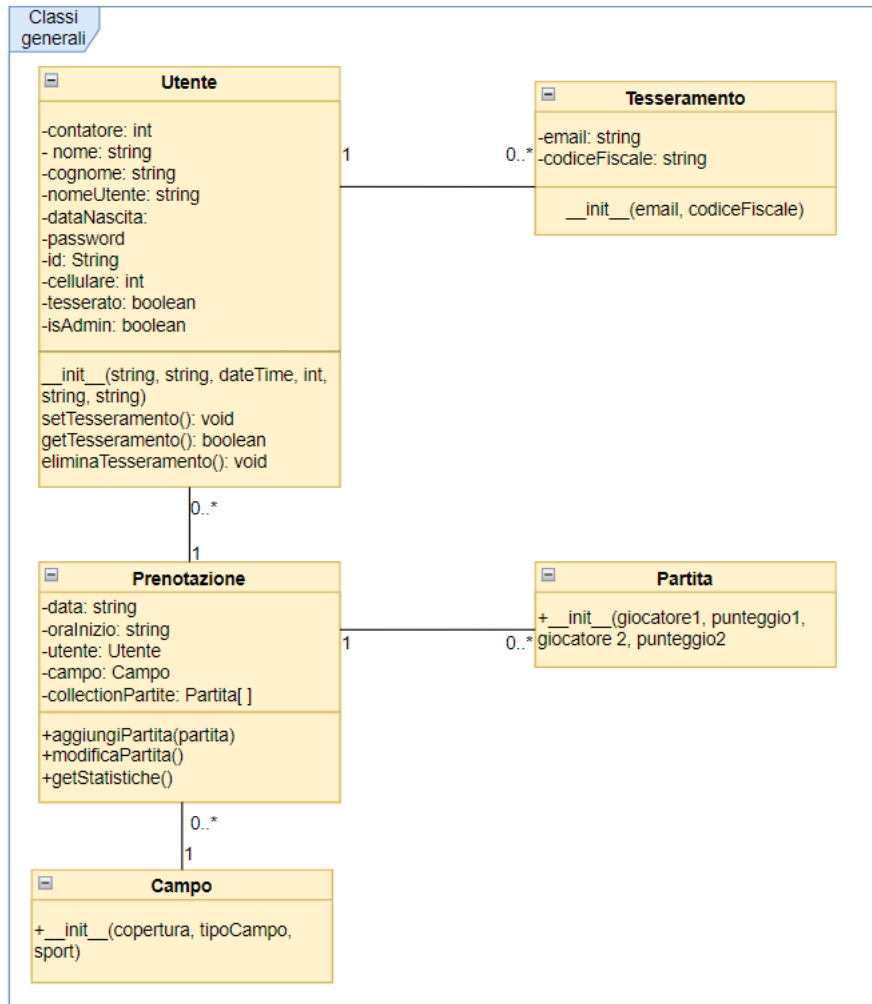 Classi
generali
Utente
-contatore: int
- nome: string
-cognome: string
-nomeUtente: string
-dataNascita:
-password
-id: String
-cellulare: int
-tesserato: boolean
-isAdmin: boolean
__init__(string, string, dateTime, int,
string, string)
setTesseramento(): void
getTesseramento(): boolean
eliminaTesseramento(): void
1
0..*
Tesseramento
-email: string
-codiceFiscale: string
__init__(email, codiceFiscale)
0..*
1
Prenotazione
-data: string
-oraInizio: string
-utente: Utente
-campo: Campo
-collectionPartite: Partita[ ]
+aggiungiPartita(partita)
+modificaPartita()
+getStatistiche()
1
0..*
Partita
+__init__(giocatore1, punteggio1,
giocatore 2, punteggio2
0..*
1
Campo
+__init__(copertura, tipoCampo,
sport)